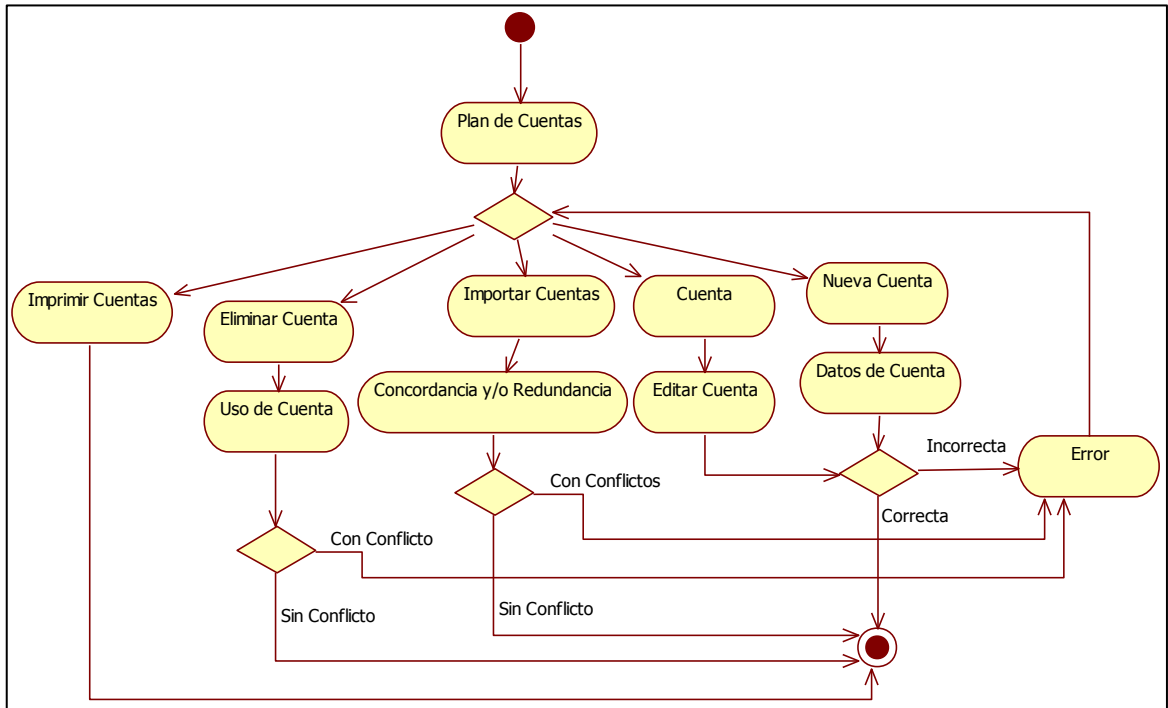 Plan de Cuentas
Imprimir Cuentas
Eliminar Cuenta
Importar Cuentas
Cuenta
Nueva Cuenta
Uso de Cuenta
Concordancia y/o Redundancia
Editar Cuenta
Datos de Cuenta
Incorrecta
Error
Con Conflictos
Correcta
Con Conflicto
Sin Conflicto
Sin Conflicto